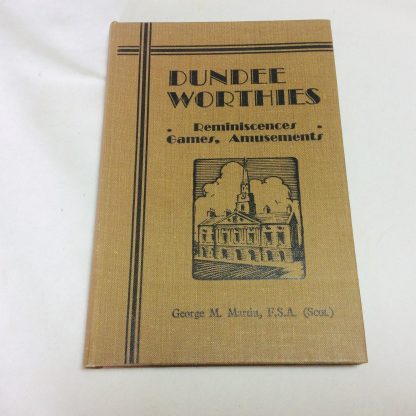 DUNDEE
WORTHIES
. Reminiscences .
Games, Amusements
George M. Martin, F.S.A. (Scot.)